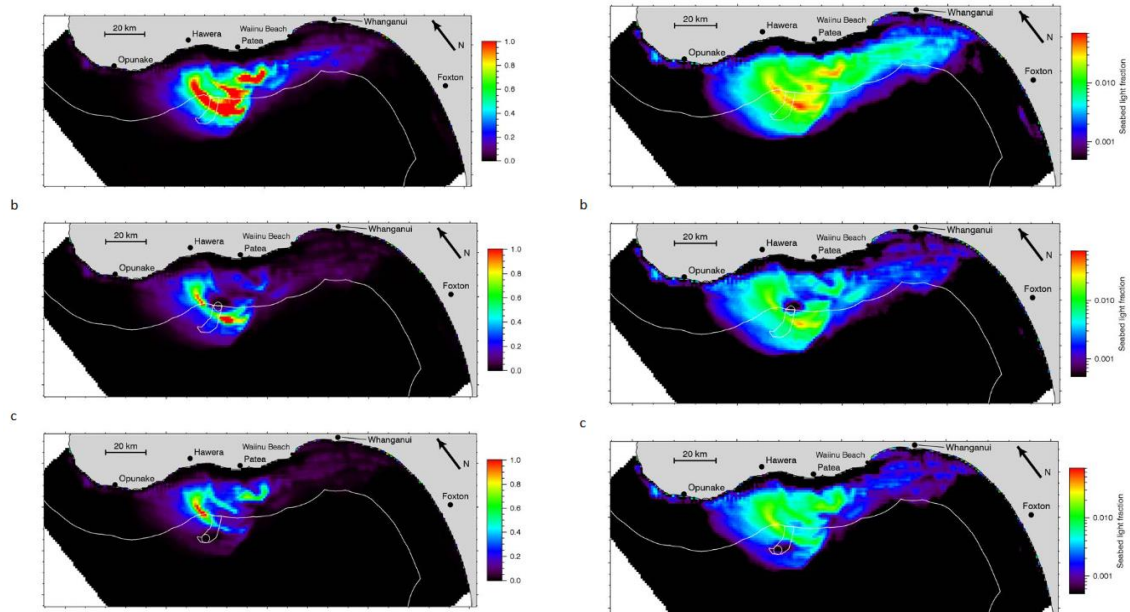 Whanganui
20 km
Hawera
Waiinu Beach
Patea
Opunake
N
Foxton
1.0
0.8
0.6
0.4
0.2
0.0
Whanganui
20 km
Hawera
Waiinu Beach
Patea
Opunake
N
Foxton
0.010
0.001
Seabed light fraction
b
Whanganui
20 km
Hawera
Waiinu Beach
Patea
Opunake
N
Foxton
1.0
0.8
0.6
0.4
0.2
0.0
b
Whanganui
20 km
Hawera
Waiinu Beach
Patea
Opunake
N
Foxton
0.010
0.001
Seabed light fraction
c
Whanganui
20 km
Hawera
Waiinu Beach
Patea
Opunake
N
Foxton
1.0
0.8
0.6
0.4
0.2
0.0
c
Whanganui
20 km
Hawera
Waiinu Beach
Patea
Opunake
N
Foxton
0.010
0.001
Seabed light fraction